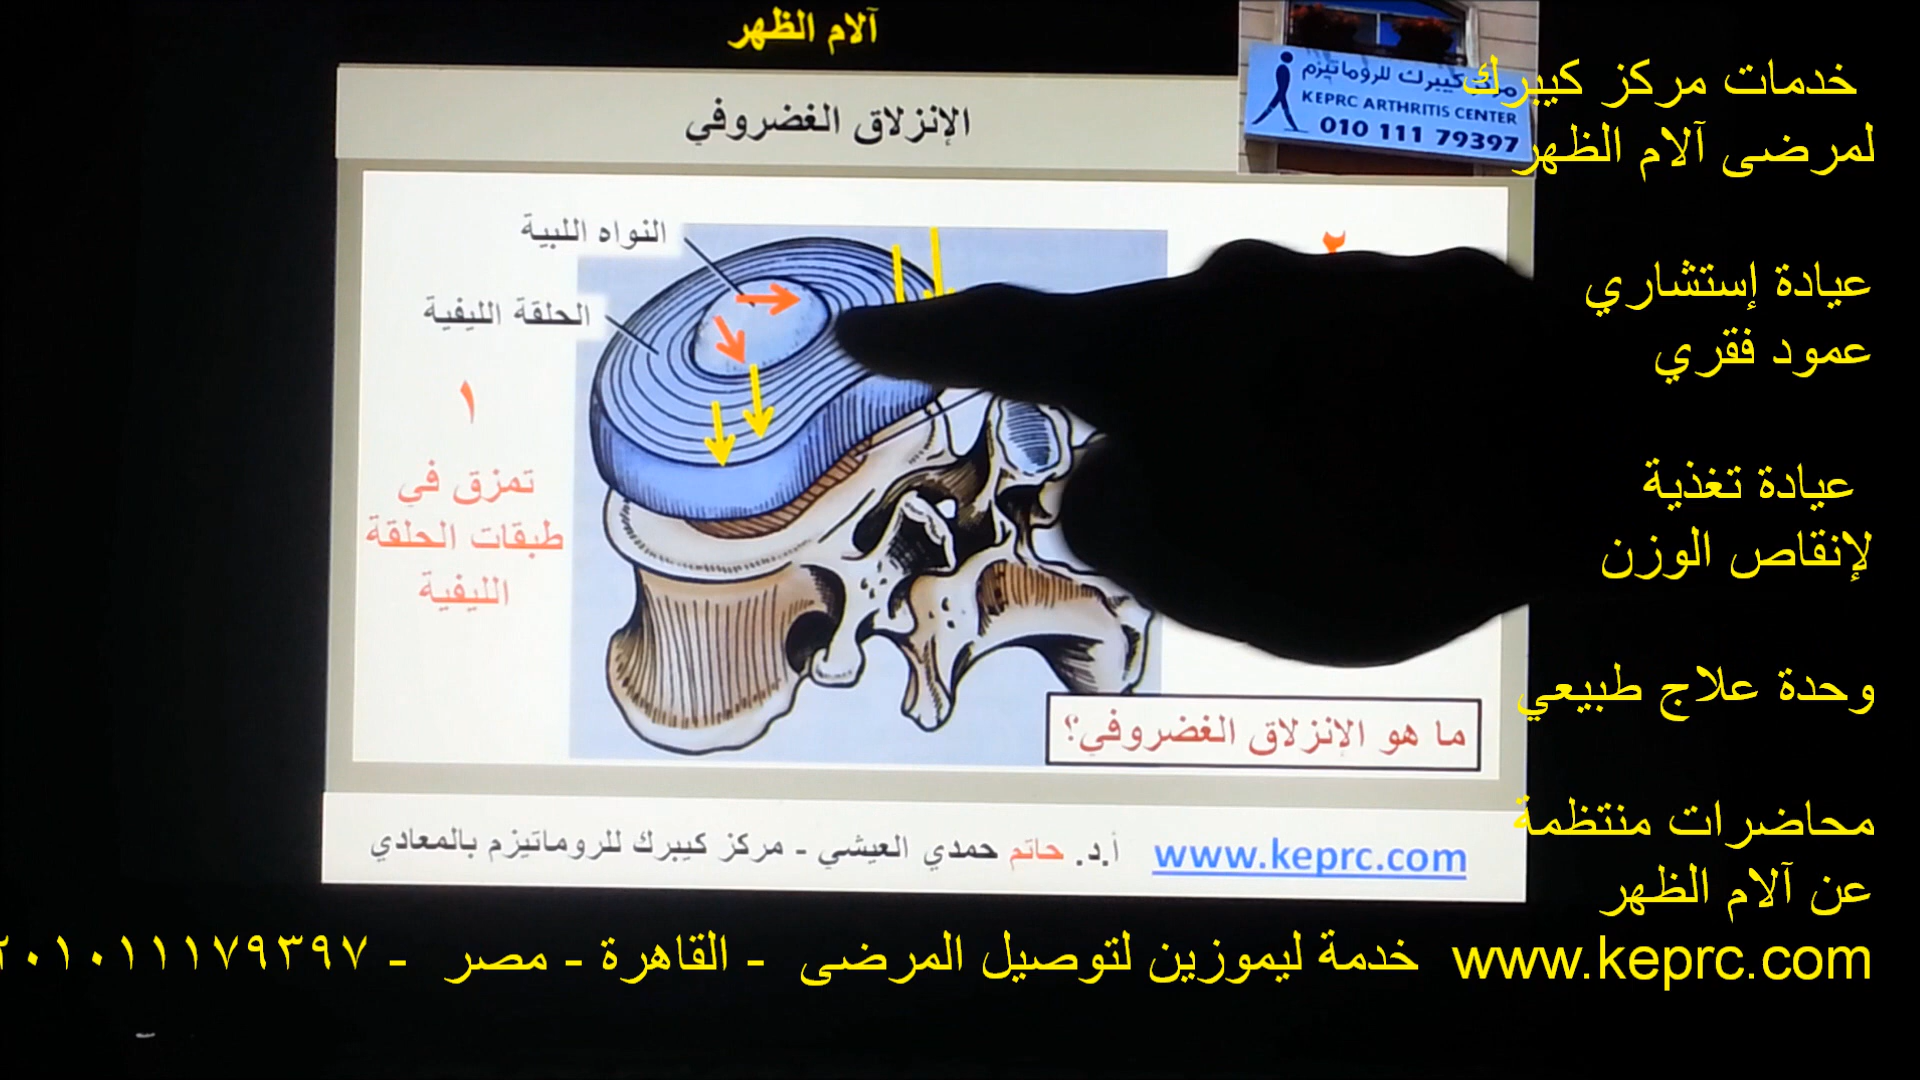 آلام الظهر
الإنزلاق الغضروفي
مركز كيبرك للروماتيزم
KEPRC ARTHRITIS CENTER
010 111 79397
خدمات مركز كيبرك
لمرضى آلام الظهر
عيادة إستشاري
عمود فقري
عيادة تغذية
لإنقاص الوزن
وحدة علاج طبيعي
محاضرات منتظمة
عن آلام الظهر
النواه اللبية
الحلقة الليفية
١
تمزق في
طبقات الحلقة
الليفية
٢
ما هو الإنزلاق الغضروفي؟
أ.د. حاتم حمدي العيشي - مركز كيبرك للروماتيزم بالمعادي
www.keprc.com
www.keprc.com خدمة ليموزين لتوصيل المرضى - القاهرة - مصر - ٢٠١٠١١١٧٩٣٩٧